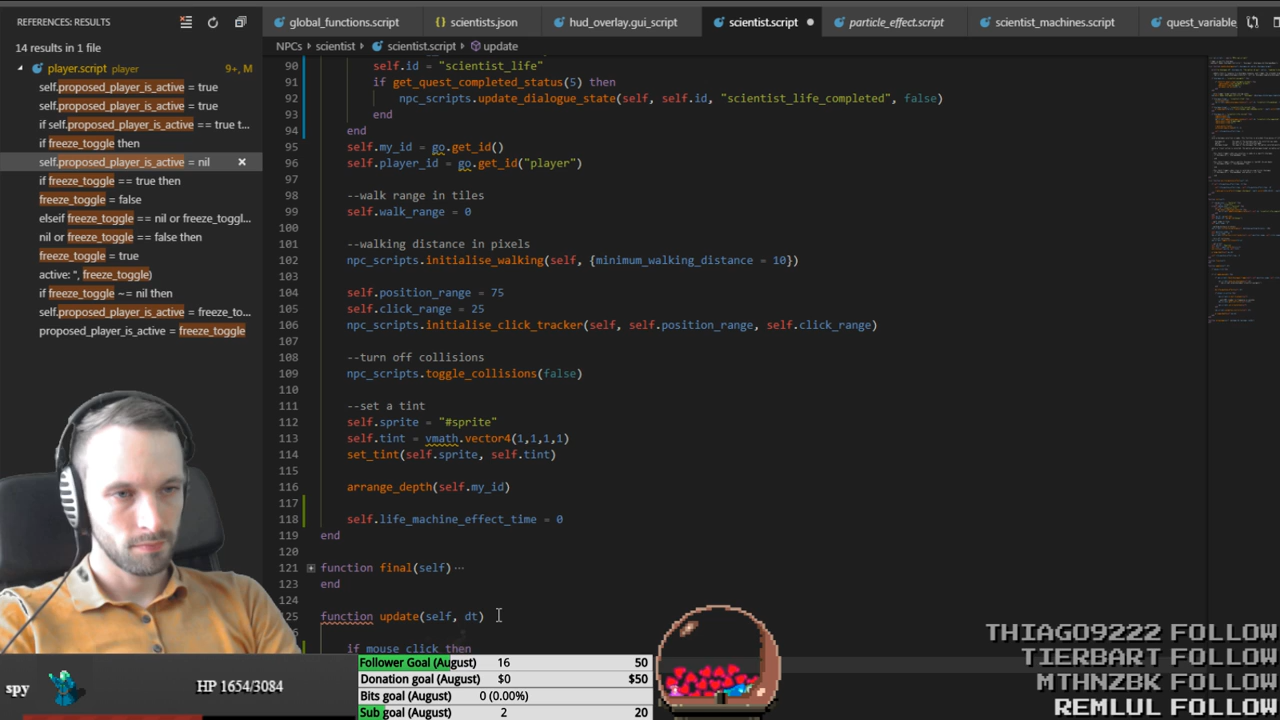 REFERENCES: RESULTS
14 results in 1 file
player.script player 9+, M
self.proposed_player_is_active = true
self.proposed_player_is_active = true
if self.proposed_player_is_active == true t...
if freeze_toggle then
self.proposed_player_is_active = nil
if freeze_toggle == true then
freeze_toggle = false
elseif freeze_toggle == nil or freeze_toggl...
nil or freeze_toggle == false then
freeze_toggle = true
active: ", freeze_toggle)
if freeze_toggle ~= nil then
self.proposed_player_is_active = freeze_to...
proposed_player_is_active = freeze_toggle
global_functions.script scientists.json hud_overlay.gui_script scientist.script particle_effect.script scientist_machines.script quest_variable
NPCs > scientist > scientist.script > update
90 self.id = "scientist_life"
91 if get_quest_completed_status(5) then
92 npc_scripts.update_dialogue_state(self, self.id, "scientist_life_completed", false)
93 end
94 end
95 self.my_id = go.get_id()
96 self.player_id = go.get_id("player")
97
98 --walk range in tiles
99 self.walk_range = 0
100
101 --walking distance in pixels
102 npc_scripts.initialise_walking(self, {minimum_walking_distance = 10})
103
104 self.position_range = 75
105 self.click_range = 25
106 npc_scripts.initialise_click_tracker(self, self.position_range, self.click_range)
107
108 --turn off collisions
109 npc_scripts.toggle_collisions(false)
110
111 --set a tint
112 self.sprite = "#sprite"
113 self.tint = vmath.vector4(1,1,1,1)
114 set_tint(self.sprite, self.tint)
115
116 arrange_depth(self.my_id)
117
118 self.life_machine_effect_time = 0
119 end
120
121 function final(self) ...
123 end
124
125 function update(self, dt)
if mouse_click then
spy HP 1654/3084
Follower Goal (August) 16 50
Donation goal (August) $0 $50
Bits goal (August) 0 (0.00%)
Sub goal (August) 2 20
THIAGO9222 FOLLOW
TIERBART FOLLOW
MTHNZBK FOLLOW
REMLUL FOLLOW